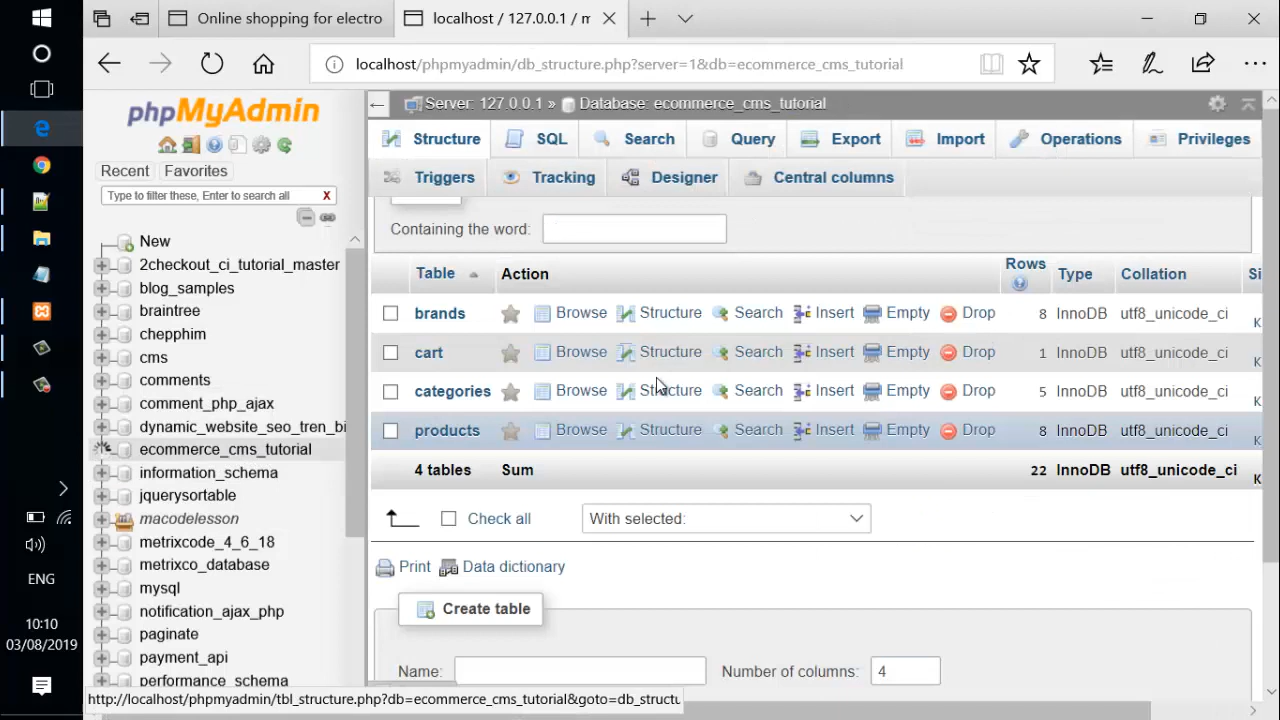 Online shopping for electro
localhost / 127.0.0.1 / m
localhost/phpmyadmin/db_structure.php?server=1&db=ecommerce_cms_tutorial
phpMyAdmin
Recent Favorites
Type to filter these, Enter to search all X
New
2checkout_ci_tutorial_master
blog_samples
braintree
chepphim
cms
comments
comment_php_ajax
dynamic_website_seo_tren_bi
ecommerce_cms_tutorial
information_schema
jquerysortable
macodelesson
metrixcode_4_6_18
metrixco_database
mysql
notification_ajax_php
paginate
payment_api
performance_schema
Server: 127.0.0.1 » Database: ecommerce_cms_tutorial
Structure SQL Search Query Export Import Operations Privileges
Triggers Tracking Designer Central columns
Containing the word:
Table Action Rows Type Collation Si
brands Browse Structure Search Insert Empty Drop 8 InnoDB utf8_unicode_ci K
cart Browse Structure Search Insert Empty Drop 1 InnoDB utf8_unicode_ci K
categories Browse Structure Search Insert Empty Drop 5 InnoDB utf8_unicode_ci K
products Browse Structure Search Insert Empty Drop 8 InnoDB utf8_unicode_ci K
4 tables Sum 22 InnoDB utf8_unicode_ci K
Check all With selected:
Print Data dictionary
Create table
Name: Number of columns: 4
http://localhost/phpmyadmin/tbl_structure.php?db=ecommerce_cms_tutorial&goto=db_structu
ENG
10:10
03/08/2019